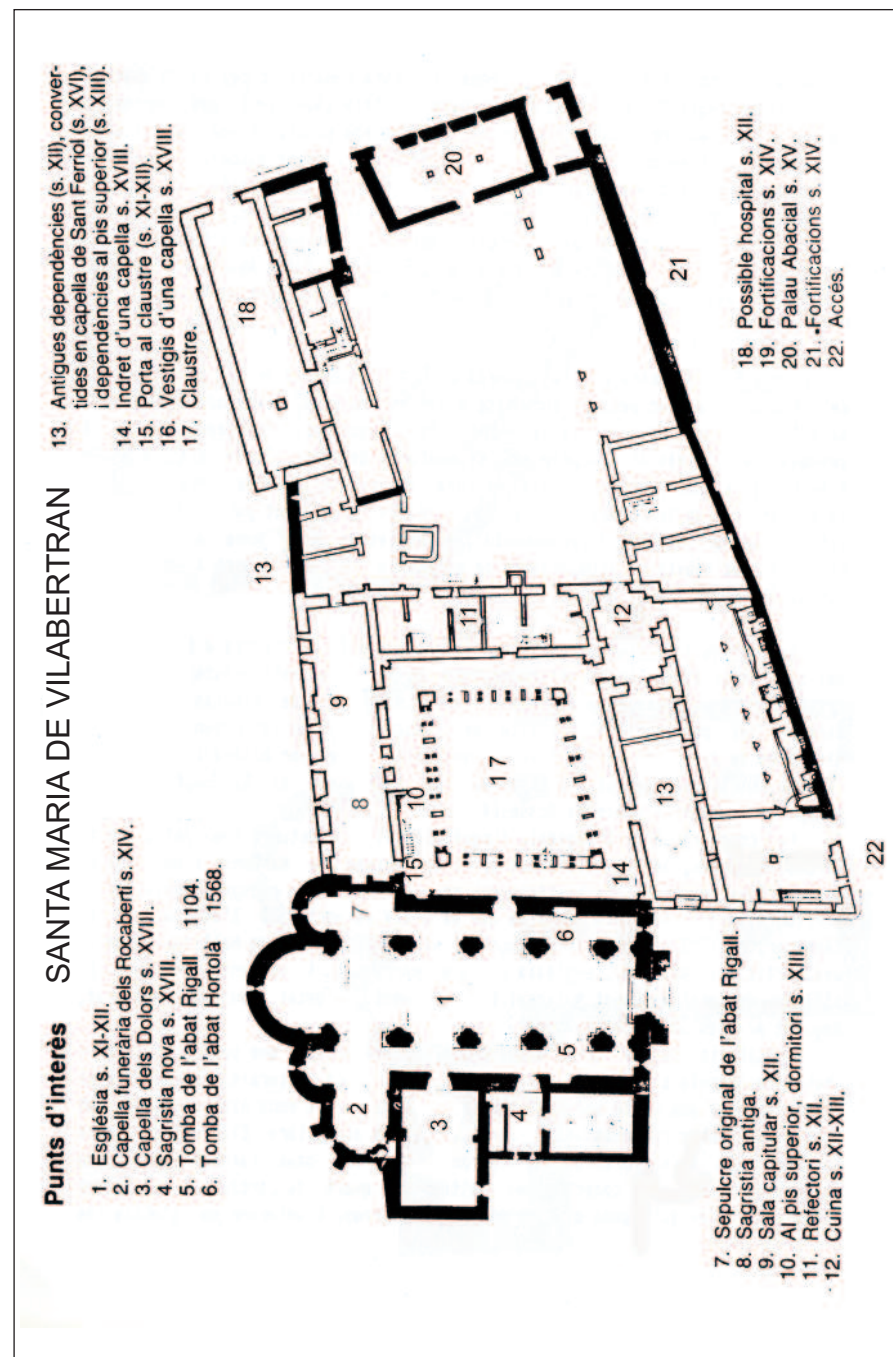 Punts d'interès SANTA MARIA DE VILABERTRAN
1. Església s. XI-XII.
2. Capella funerària dels Rocabertí s. XIV.
3. Capella dels Dolors s. XVIII.
4. Sagristia nova s. XVIII.
5. Tomba de l'abat Rigall 1104.
6. Tomba de l'abat Hortolà 1568.
13. Antigues dependències (s. XII), conver-
tides en capella de Sant Ferriol (s. XVI),
i dependències al pis superior (s. XIII).
14. Indret d'una capella s. XVIII.
15. Porta al claustre (s. XI-XII).
16. Vestigis d'una capella s. XVIII.
17. Claustre.
2
3
4
1
5
6
7
8
9
10
15
14
17
11
12
13
13
18
20
21
22
7. Sepulcre original de l'abat Rigall.
8. Sagristia antiga.
9. Sala capitular s. XII.
10. Al pis superior, dormitori s. XIII.
11. Refectori s. XII.
12. Cuina s. XII-XIII.
18. Possible hospital s. XII.
19. Fortificacions s. XIV.
20. Palau Abacial s. XV.
21. Fortificacions s. XIV.
22. Accés.